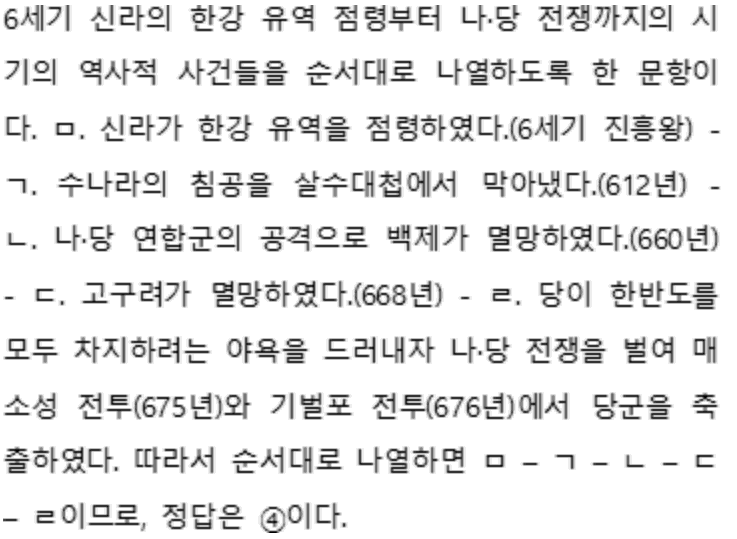 6세기 신라의 한강 유역 점령부터 나·당 전쟁까지의 시
기의 역사적 사건들을 순서대로 나열하도록 한 문항이
다. ㅁ. 신라가 한강 유역을 점령하였다.(6세기 진흥왕) -
ㄱ. 수나라의 침공을 살수대첩에서 막아냈다.(612년) -
ㄴ. 나·당 연합군의 공격으로 백제가 멸망하였다.(660년)
- ㄷ. 고구려가 멸망하였다.(668년) - ㄹ. 당이 한반도를
모두 차지하려는 야욕을 드러내자 나·당 전쟁을 벌여 매
소성 전투(675년)와 기벌포 전투(676년)에서 당군을 축
출하였다. 따라서 순서대로 나열하면 ㅁ – ㄱ – ㄴ – ㄷ
– ㄹ이므로, 정답은 ④이다.